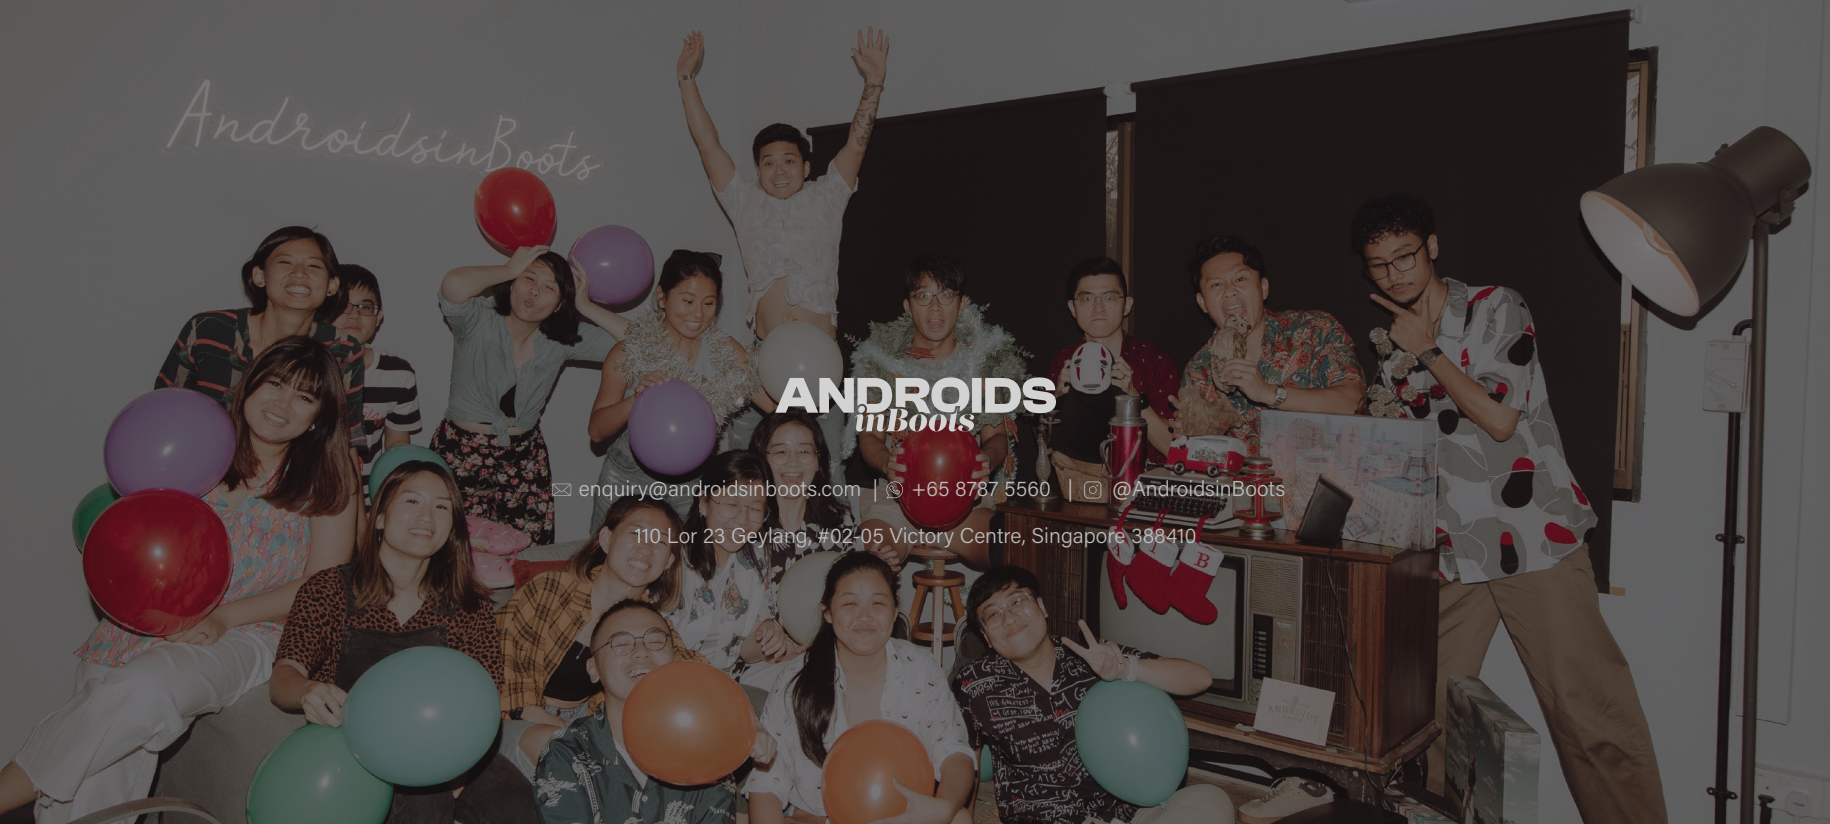 AndroidsinBoots
ANDROIDS
inBoots
enquiry@androidsinboots.com | +65 8787 5560 | @AndroidsinBoots
110 Lor 23 Geylang, #02-05 Victory Centre, Singapore 388410
A I B
ANDROIDS